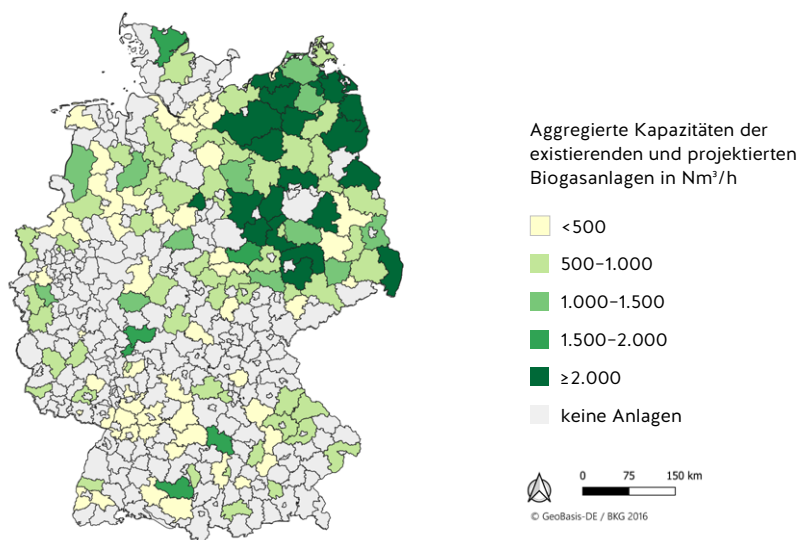 Aggregierte Kapazitäten der
existierenden und projektierten
Biogasanlagen in Nm³/h
<500
500–1.000
1.000–1.500
1.500–2.000
≥2.000
keine Anlagen
0 75 150 km
© GeoBasis-DE / BKG 2016